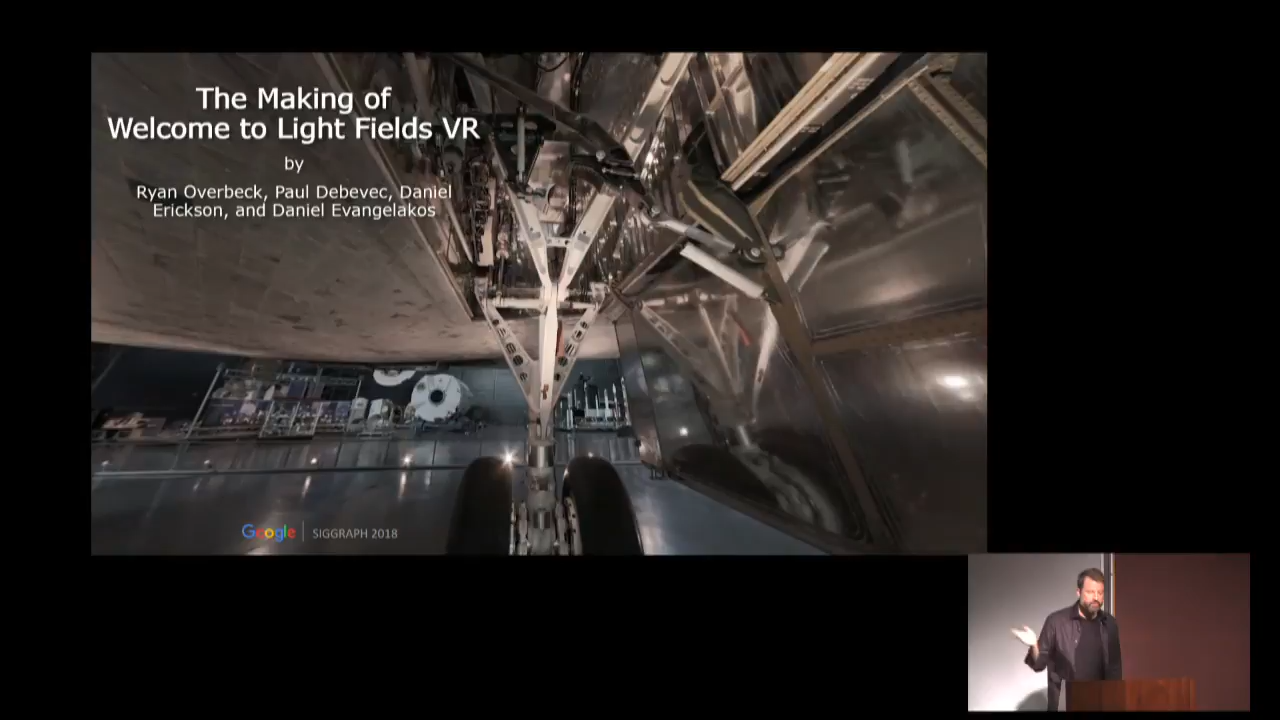 The Making of
Welcome to Light Fields VR
by
Ryan Overbeck, Paul Debevec, Daniel
Erickson, and Daniel Evangelakos
Google | SIGGRAPH 2018